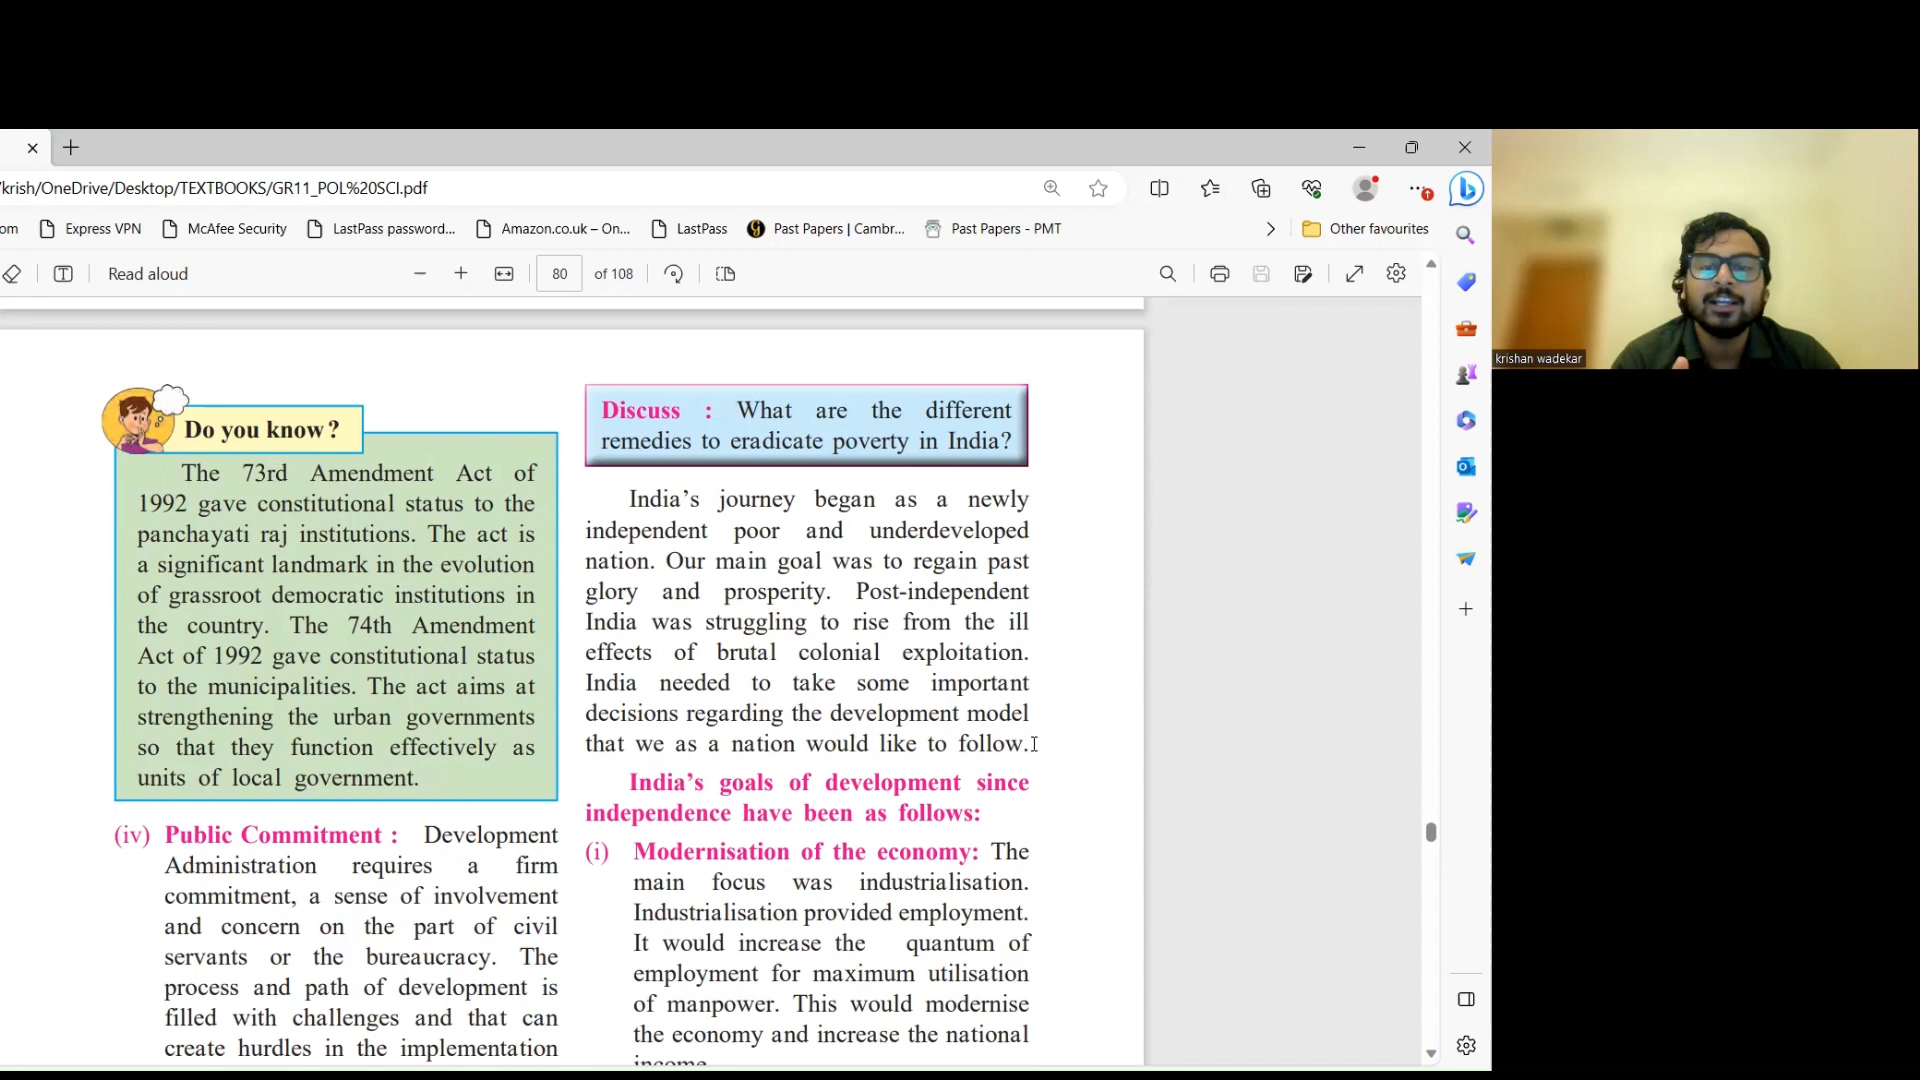 krish/OneDrive/Desktop/TEXTBOOKS/GR11_POL%20SCI.pdf
om
Express VPN
McAfee Security
LastPass password...
Amazon.co.uk – On...
LastPass
Past Papers | Cambr...
Past Papers - PMT
Other favourites
Read aloud
80
of 108
krishan wadekar
Do you know?
The 73rd Amendment Act of
1992 gave constitutional status to the
panchayati raj institutions. The act is
a significant landmark in the evolution
of grassroot democratic institutions in
the country. The 74th Amendment
Act of 1992 gave constitutional status
to the municipalities. The act aims at
strengthening the urban governments
so that they function effectively as
units of local government.
(iv) Public Commitment : Development
Administration requires a firm
commitment, a sense of involvement
and concern on the part of civil
servants or the bureaucracy. The
process and path of development is
filled with challenges and that can
create hurdles in the implementation
Discuss : What are the different
remedies to eradicate poverty in India?
India's journey began as a newly
independent poor and underdeveloped
nation. Our main goal was to regain past
glory and prosperity. Post-independent
India was struggling to rise from the ill
effects of brutal colonial exploitation.
India needed to take some important
decisions regarding the development model
that we as a nation would like to follow.
India's goals of development since
independence have been as follows:
(i) Modernisation of the economy: The
main focus was industrialisation.
Industrialisation provided employment.
It would increase the quantum of
employment for maximum utilisation
of manpower. This would modernise
the economy and increase the national
income.